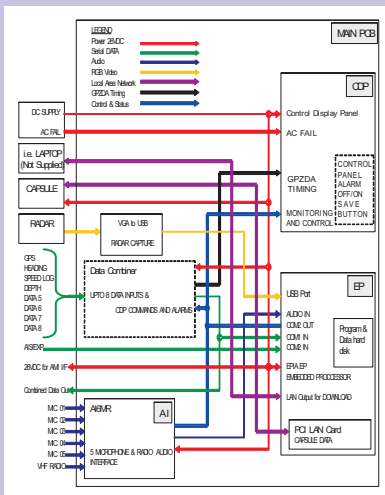 MAIN PCB
LEGEND
Power 28VDC
Serial DATA
Audio
RGB Video
Local Area Network
GPZDA Timing
Control & Status
CDP
DC SUPPLY
Control Display Panel
AC FAIL
AC FAIL
i.e. LAPTOP
(Not Supplied)
CAPSULE
GPZDA
TIMING
CONTROL
PANEL
ALARM
OFF/ON
SAVE
BUTTON
MONITORING
AND CONTROL
RADAR
VGA to USB
RADAR CAPTURE
GPS
HEADING
SPEED LOG
DEPTH
DATA 5
DATA 6
DATA 7
DATA 8
Data Combiner
UPTO 8 DATA INPUTS &
CDP COMMANDS AND ALARMS
EP
USB Port
AUDIO IN
COM2 OUT
COM1 IN
COM2 IN
Program &
Data hard
disk
AIS/EXP
28VDC for AMI I/F
EPIA EP
EMBEDDED PROCCESSOR
Combined Data Out
LAN Output for DOWNLOAD
PCI LAN Card
CAPSULE DATA
MIC 01
MIC 02
MIC 03
MIC 04
MIC 05
VHF RADIO
AI6MR
AI
5 MICROPHONE & RADIO AUDIO
INTERFACE